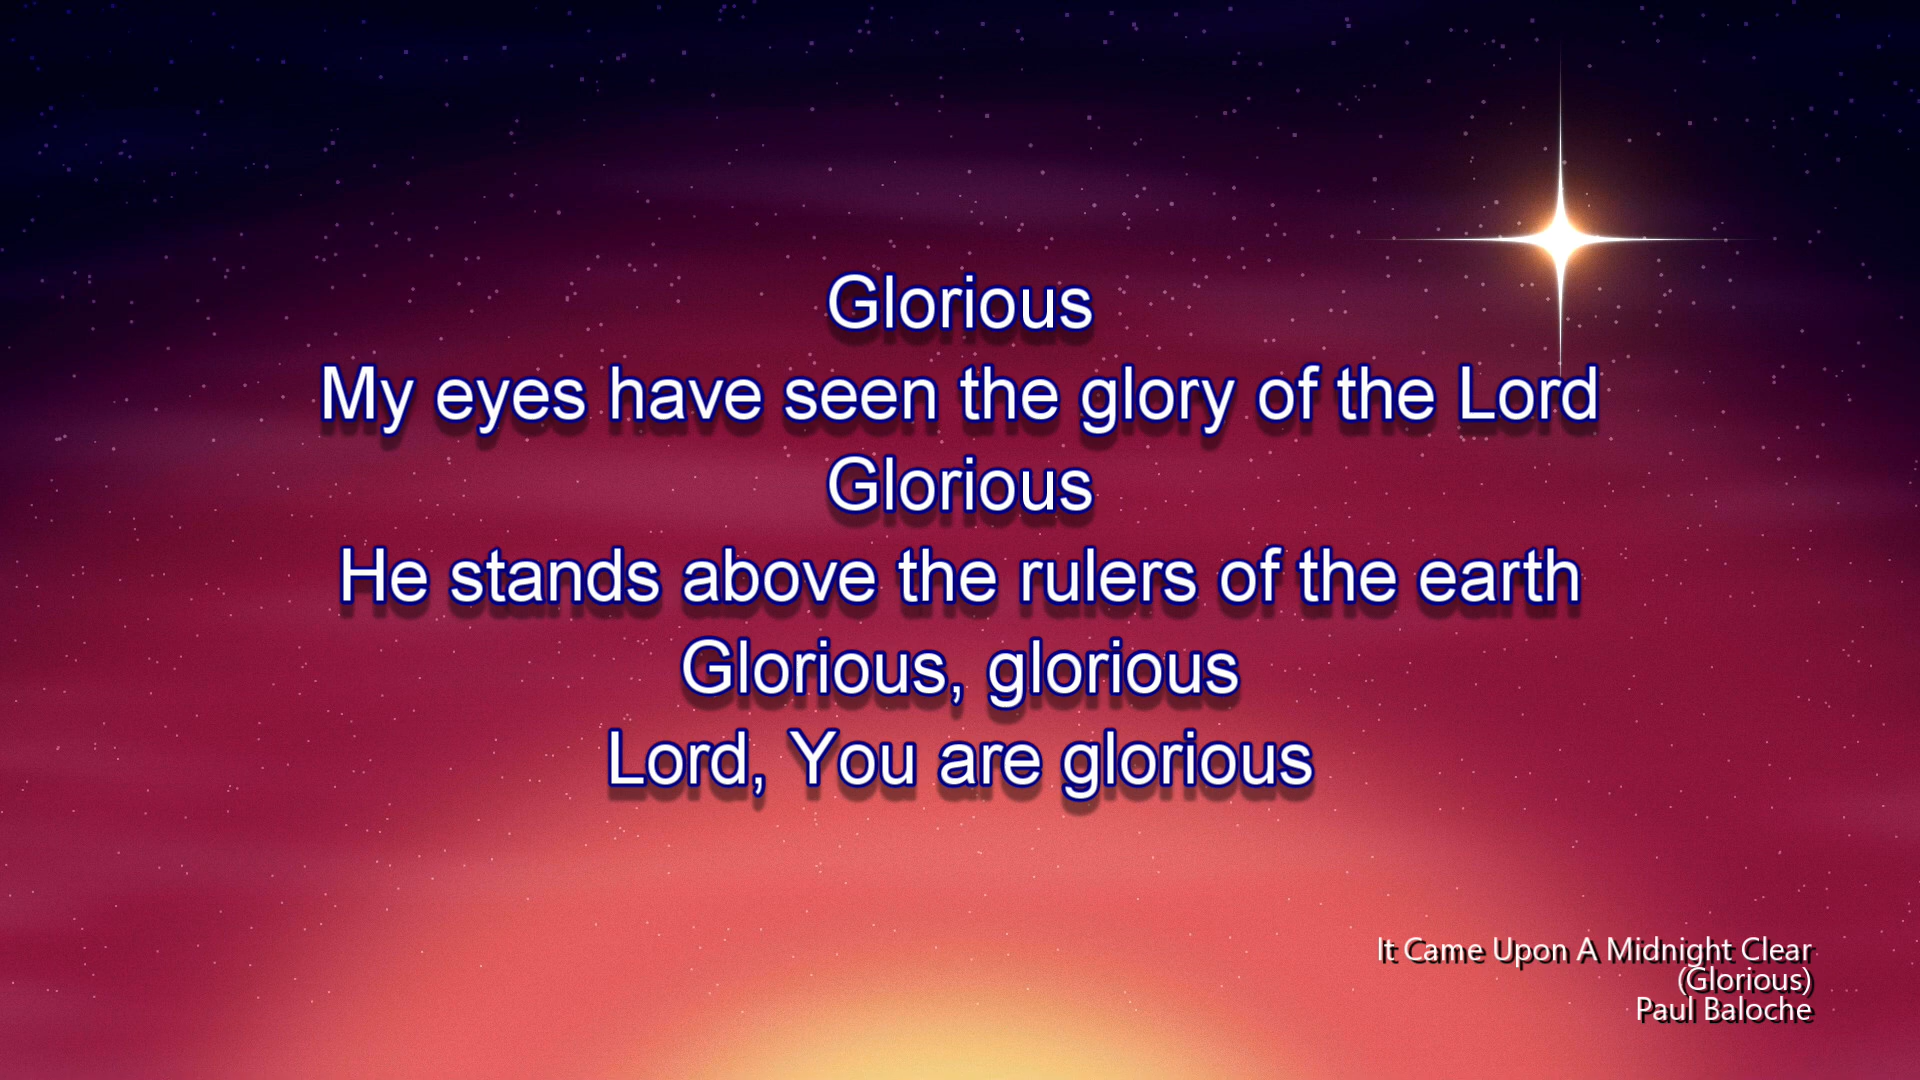 Glorious
My eyes have seen the glory of the Lord
Glorious
He stands above the rulers of the earth
Glorious, glorious
Lord, You are glorious
It Came Upon A Midnight Clear
(Glorious)
Paul Baloche